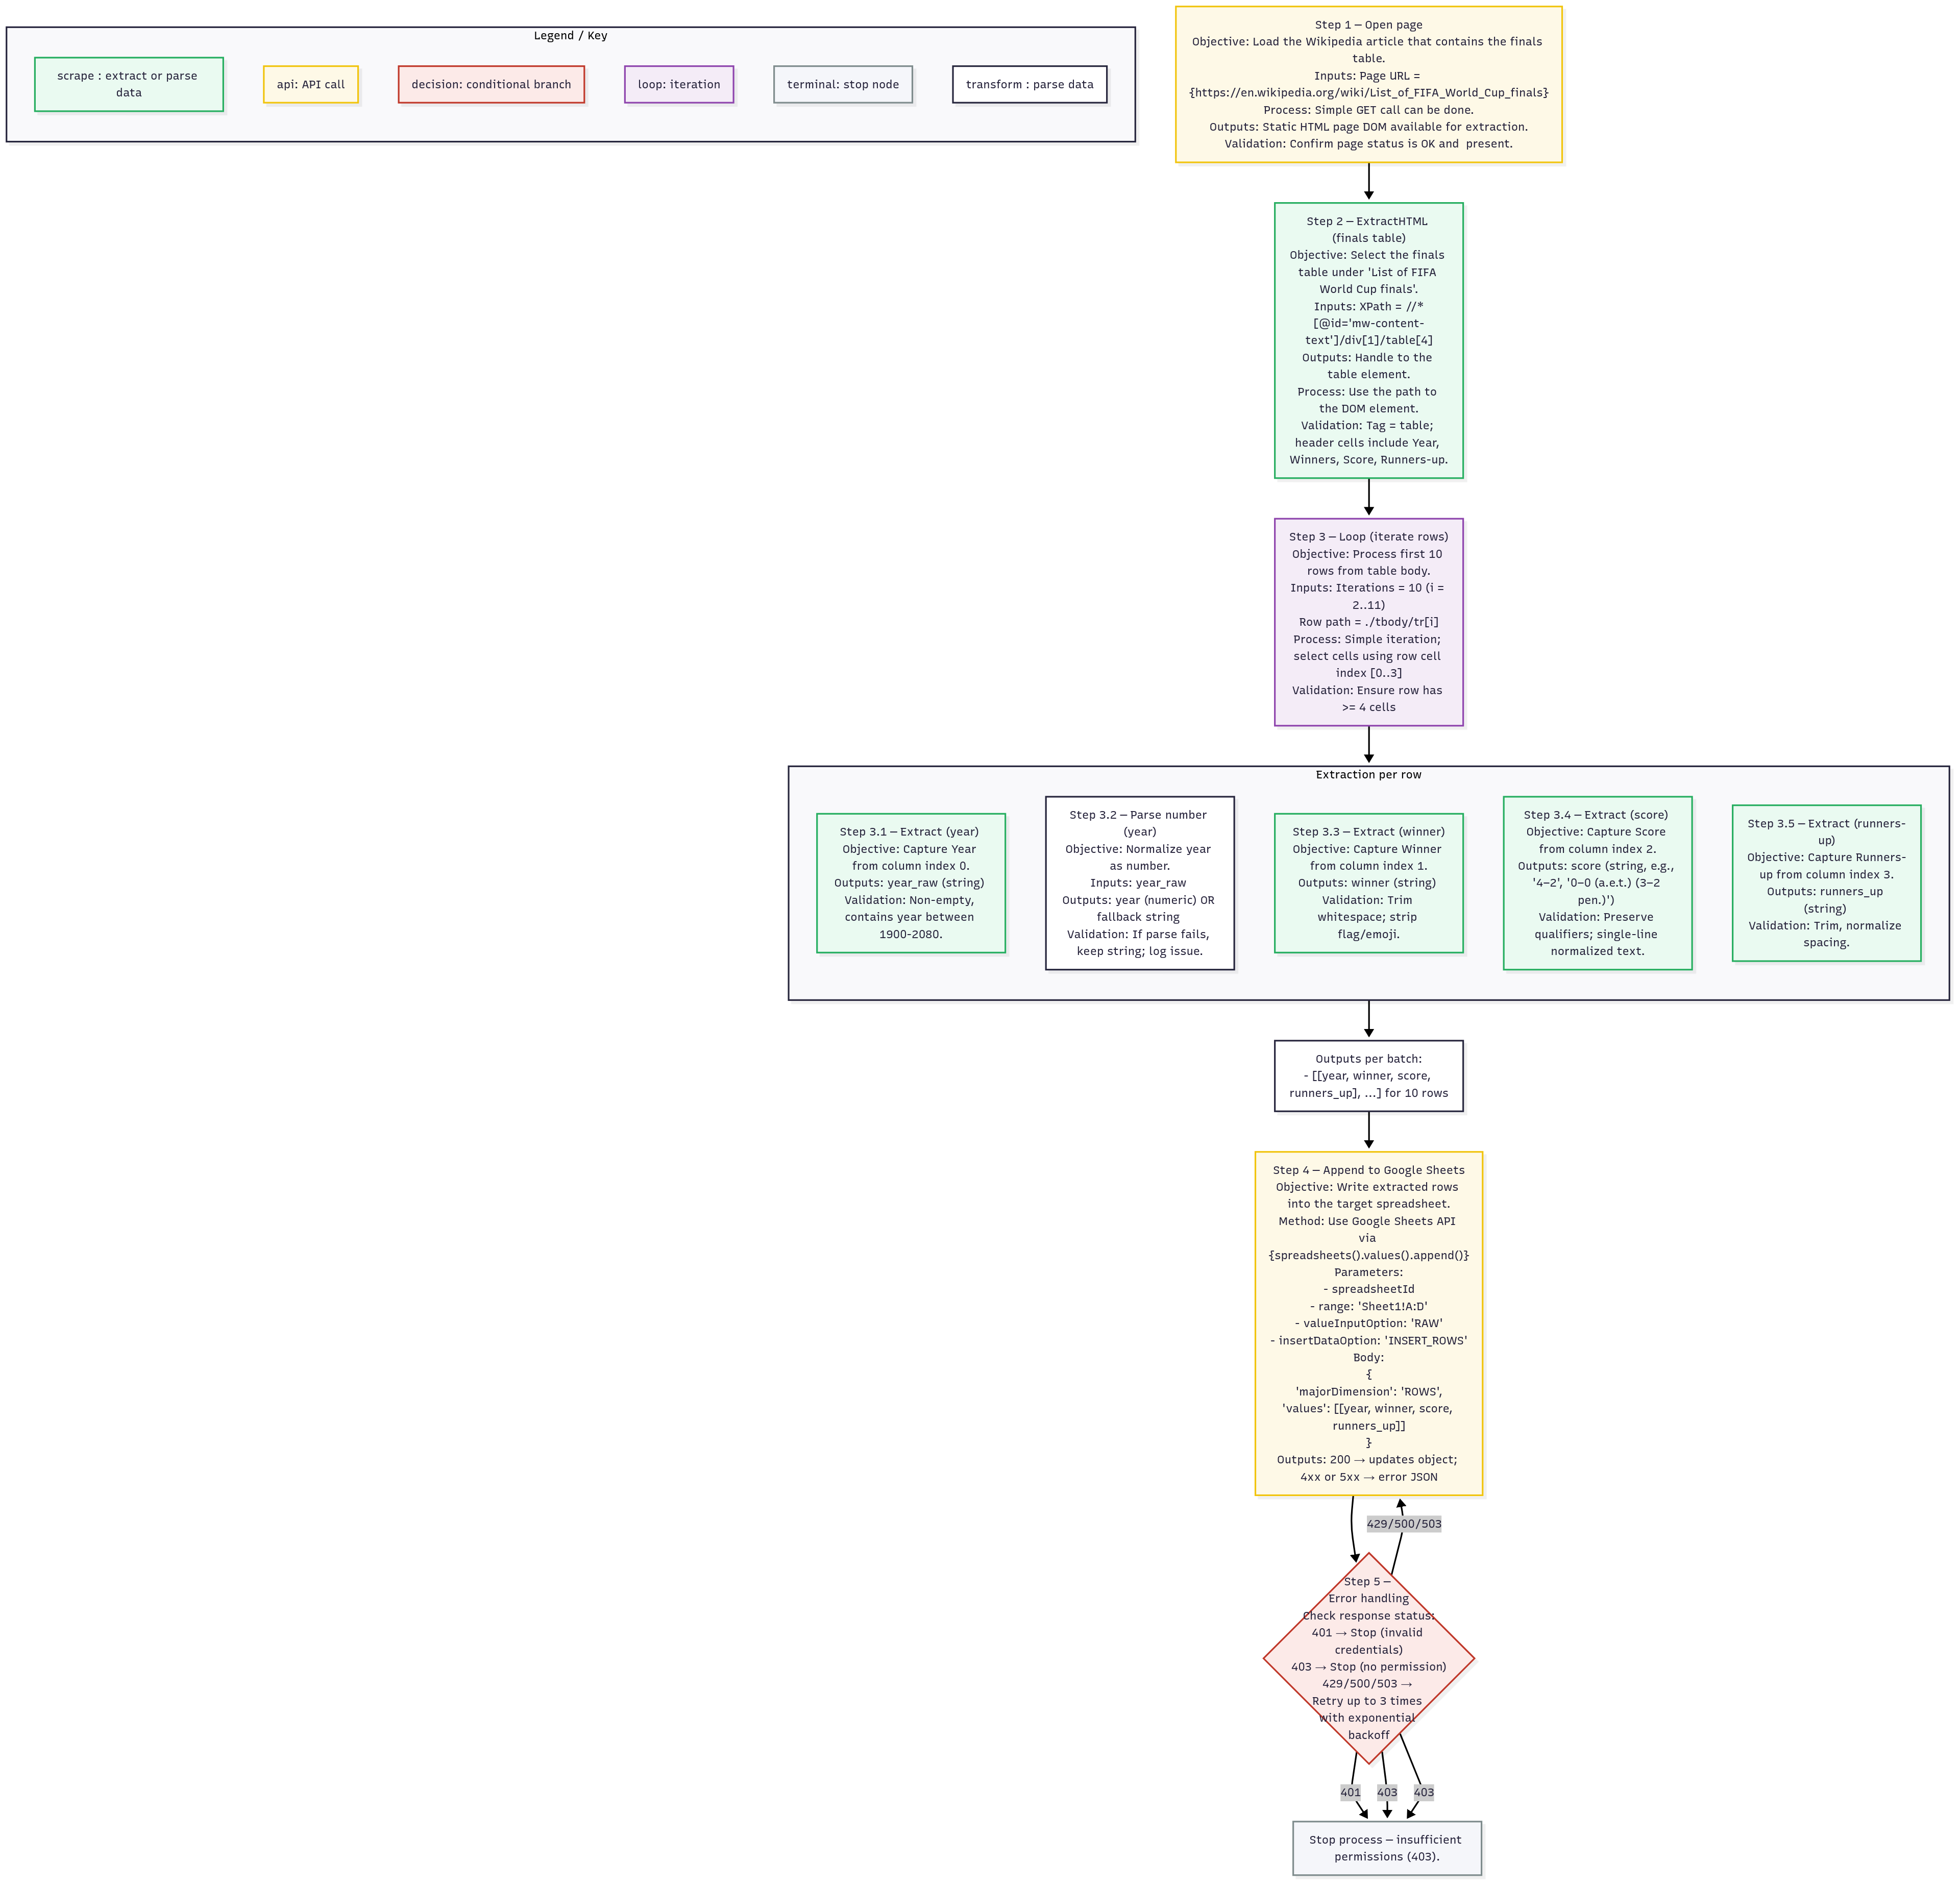 Legend / Key
scrape : extract or parse
data
api: API call
decision: conditional branch
loop: iteration
terminal: stop node
transform : parse data
Step 1 — Open page
Objective: Load the Wikipedia article that contains the finals
table.
Inputs: Page URL =
{https://en.wikipedia.org/wiki/List_of_FIFA_World_Cup_finals}
Process: Simple GET call can be done.
Outputs: Static HTML page DOM available for extraction.
Validation: Confirm page status is OK and  present.
Step 2 — ExtractHTML
(finals table)
Objective: Select the finals
table under 'List of FIFA
World Cup finals'.
Inputs: XPath = //*
[@id='mw-content-
text']/div[1]/table[4]
Outputs: Handle to the
table element.
Process: Use the path to
the DOM element.
Validation: Tag = table;
header cells include Year,
Winners, Score, Runners-up.
Step 3 — Loop (iterate rows)
Objective: Process first 10
rows from table body.
Inputs: Iterations = 10 (i =
2..11)
Row path = ./tbody/tr[i]
Process: Simple iteration;
select cells using row cell
index [0..3]
Validation: Ensure row has
>= 4 cells
Extraction per row
Step 3.1 — Extract (year)
Objective: Capture Year
from column index 0.
Outputs: year_raw (string)
Validation: Non-empty,
contains year between
1900-2080.
Step 3.2 — Parse number
(year)
Objective: Normalize year
as number.
Inputs: year_raw
Outputs: year (numeric) OR
fallback string
Validation: If parse fails,
keep string; log issue.
Step 3.3 — Extract (winner)
Objective: Capture Winner
from column index 1.
Outputs: winner (string)
Validation: Trim
whitespace; strip
flag/emoji.
Step 3.4 — Extract (score)
Objective: Capture Score
from column index 2.
Outputs: score (string, e.g.,
'4–2', '0–0 (a.e.t.) (3–2
pen.)')
Validation: Preserve
qualifiers; single-line
normalized text.
Step 3.5 — Extract (runners-
up)
Objective: Capture Runners-
up from column index 3.
Outputs: runners_up
(string)
Validation: Trim, normalize
spacing.
Outputs per batch:
- [[year, winner, score,
runners_up], ...] for 10 rows
Step 4 — Append to Google Sheets
Objective: Write extracted rows
into the target spreadsheet.
Method: Use Google Sheets API
via
{spreadsheets().values().append()}
Parameters:
- spreadsheetId
- range: 'Sheet1!A:D'
- valueInputOption: 'RAW'
- insertDataOption: 'INSERT_ROWS'
Body:
{
'majorDimension': 'ROWS',
'values': [[year, winner, score,
runners_up]]
}
Outputs: 200 → updates object;
4xx or 5xx → error JSON
429/500/503
Step 5 —
Error handling
Check response status:
401 → Stop (invalid
credentials)
403 → Stop (no permission)
429/500/503 →
Retry up to 3 times
with exponential
backoff
401
403
403
Stop process — insufficient
permissions (403).